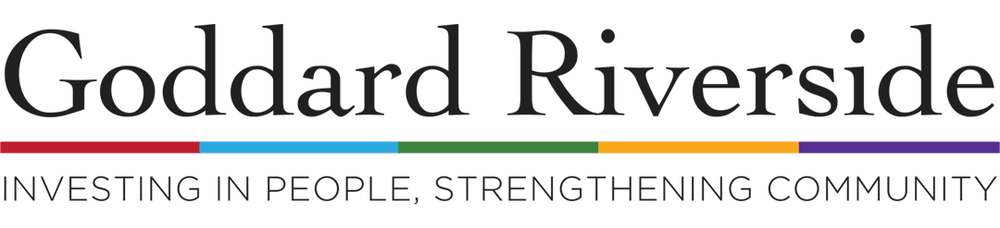 Goddard Riverside
INVESTING IN PEOPLE, STRENGTHENING COMMUNITY